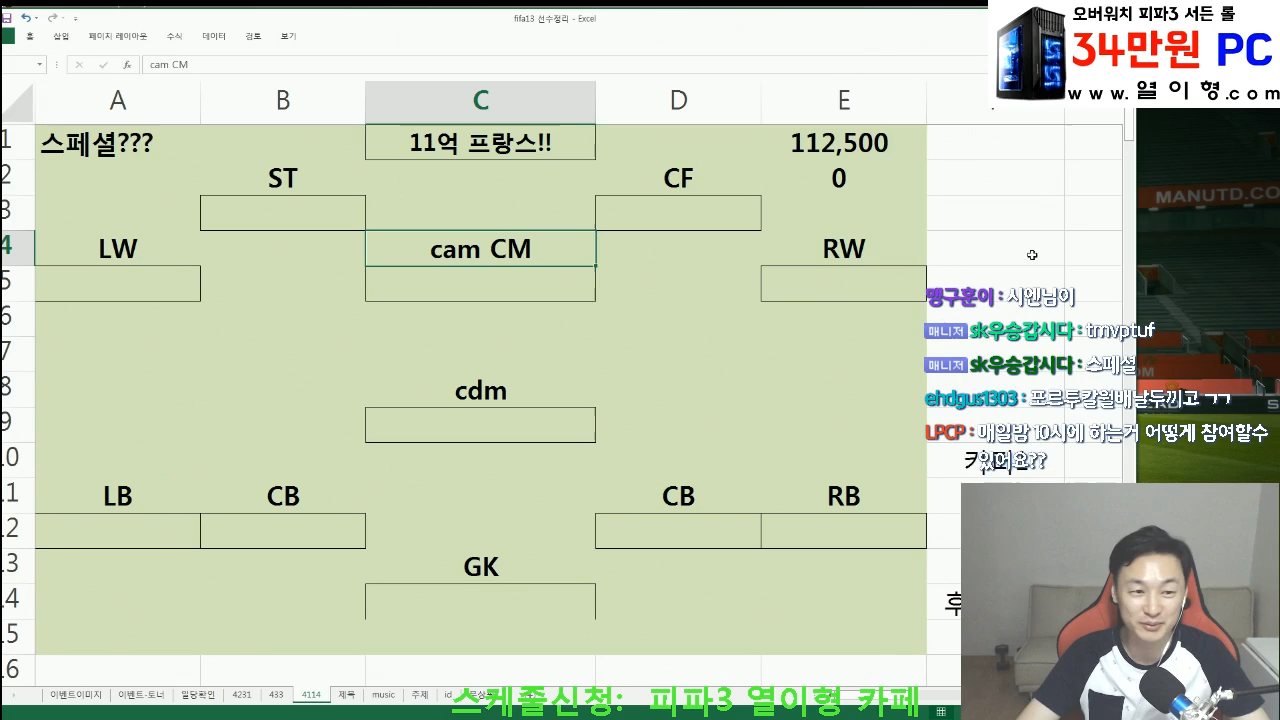 fifa13 선수정리 - Excel
홈 삽입 페이지 레이아웃 수식 데이터 검토 보기
fx cam CM
오버워치 피파3 서든 롤
34만원 PC
www.열이형.com
A B C D E
1 스페셜??? 11억 프랑스!! 112,500
2 ST CF 0
3
4 LW cam CM RW
5
6
7
8 cdm
9
10
11 LB CB CB RB
12
13 GK
14
15
16
MANUTD.CO
맹구훈이 : 시엔님이
매니저 sk우승갑시다 : tmvptuf
매니저 sk우승갑시다 : 스페셜
ehdgus1303 : 포르투갈월배날두끼고 ㄱㄱ
LPCP : 매일밤 10시에 하는거 어떻게 참여할수
있어요??
후
이벤트이미지 이벤트-도너 일당확인 4231 433 4114 제목 music 주제 id
스케줄신청: 피파3 열이형 카페